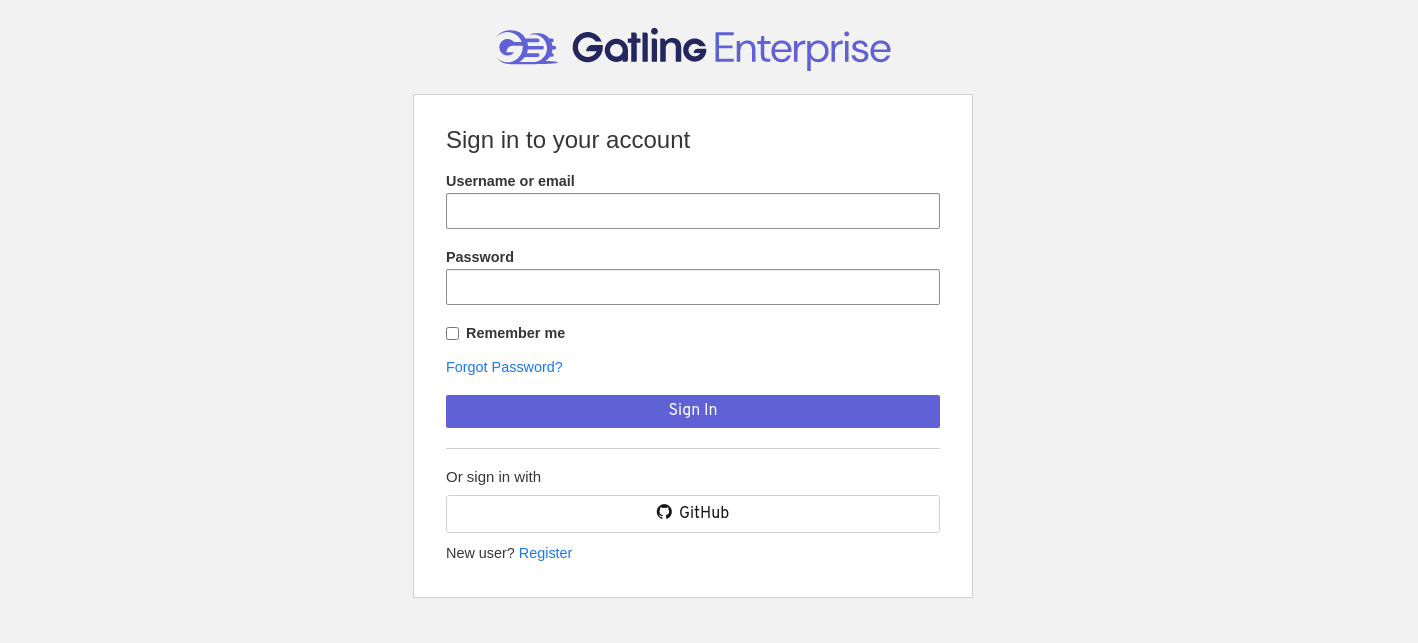 Gatling Enterprise
Sign in to your account
Username or email
Password
Remember me
Forgot Password?
Sign In
Or sign in with
GitHub
New user? Register